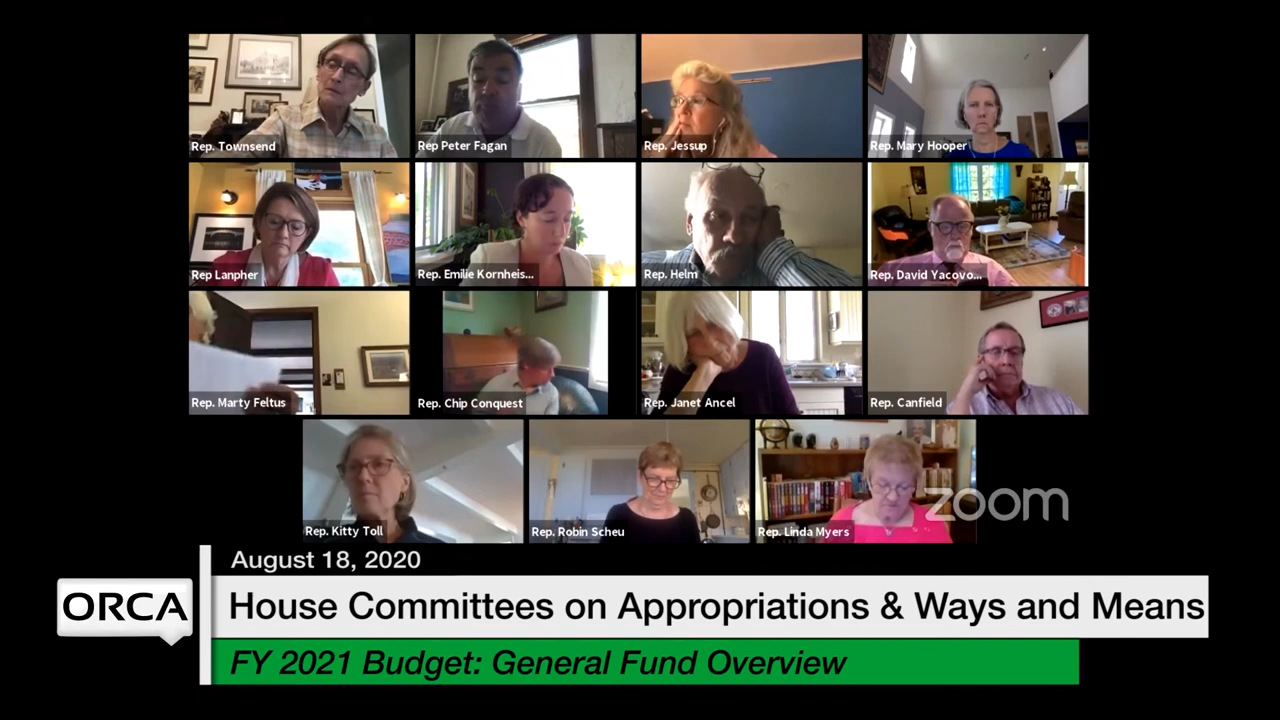 Rep. Townsend
Rep Peter Fagan
Rep. Jessup
Rep. Mary Hooper
Rep Lanpher
Rep. Emilie Kornheis...
Rep. Helm
Rep. David Yacovo...
Rep. Marty Feltus
Rep. Chip Conquest
Rep. Janet Ancel
Rep. Canfield
Rep. Kitty Toll
Rep. Robin Scheu
Rep. Linda Myers
zoom
August 18, 2020
ORCA
House Committees on Appropriations & Ways and Means
FY 2021 Budget: General Fund Overview